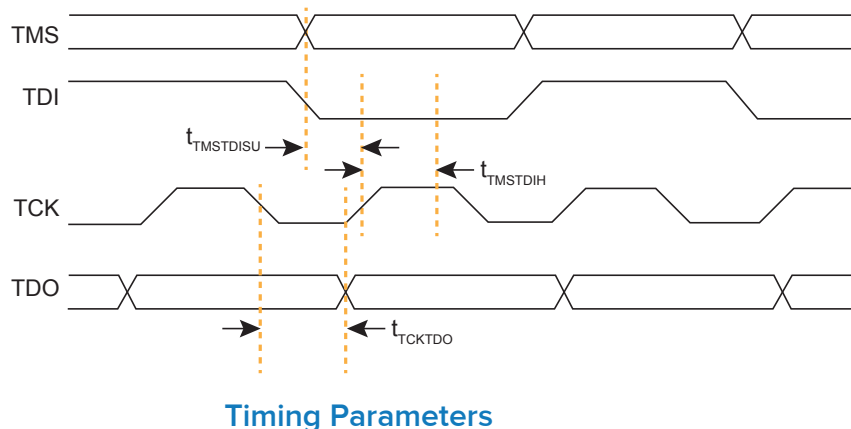 TMS
TDI
tTMSTDISU
tTMSTDIH
TCK
TDO
tTCKTDO
Timing Parameters